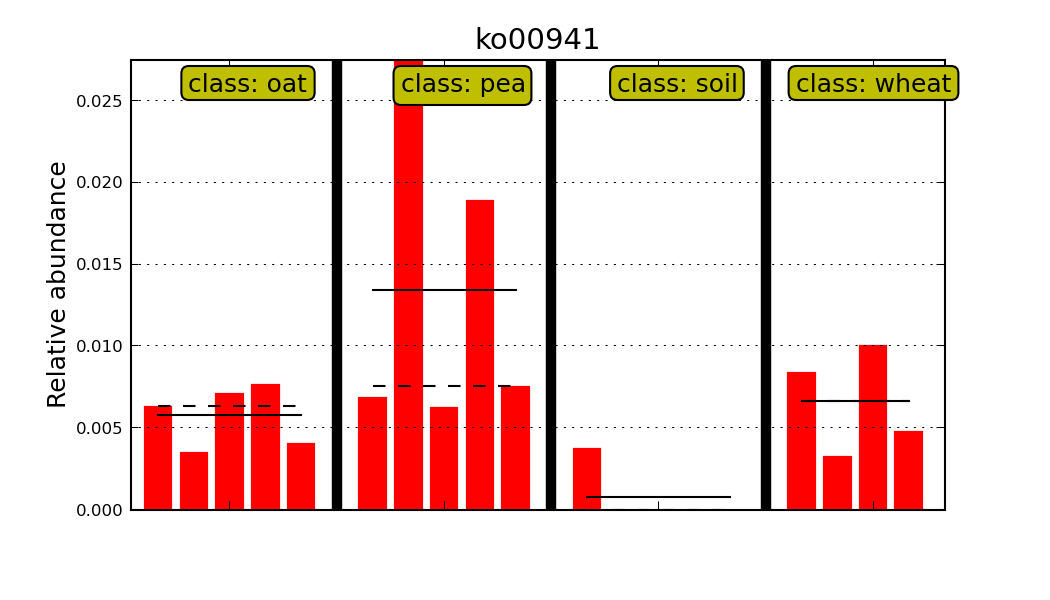 ko00941
class: oat
class: pea
class: soil
class: wheat
Relative abundance
0.025
0.020
0.015
0.010
0.005
0.000